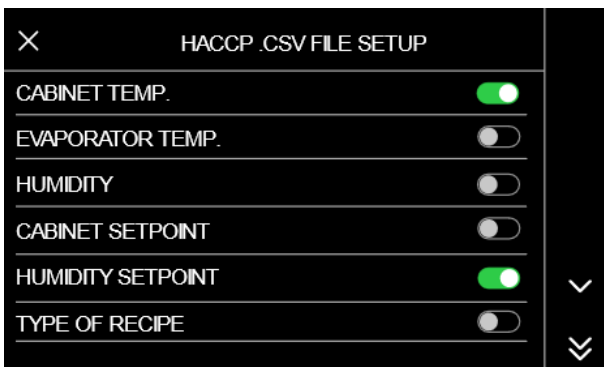 HACCP .CSV FILE SETUP
CABINET TEMP.
EVAPORATOR TEMP.
HUMIDITY
CABINET SETPOINT
HUMIDITY SETPOINT
TYPE OF RECIPE